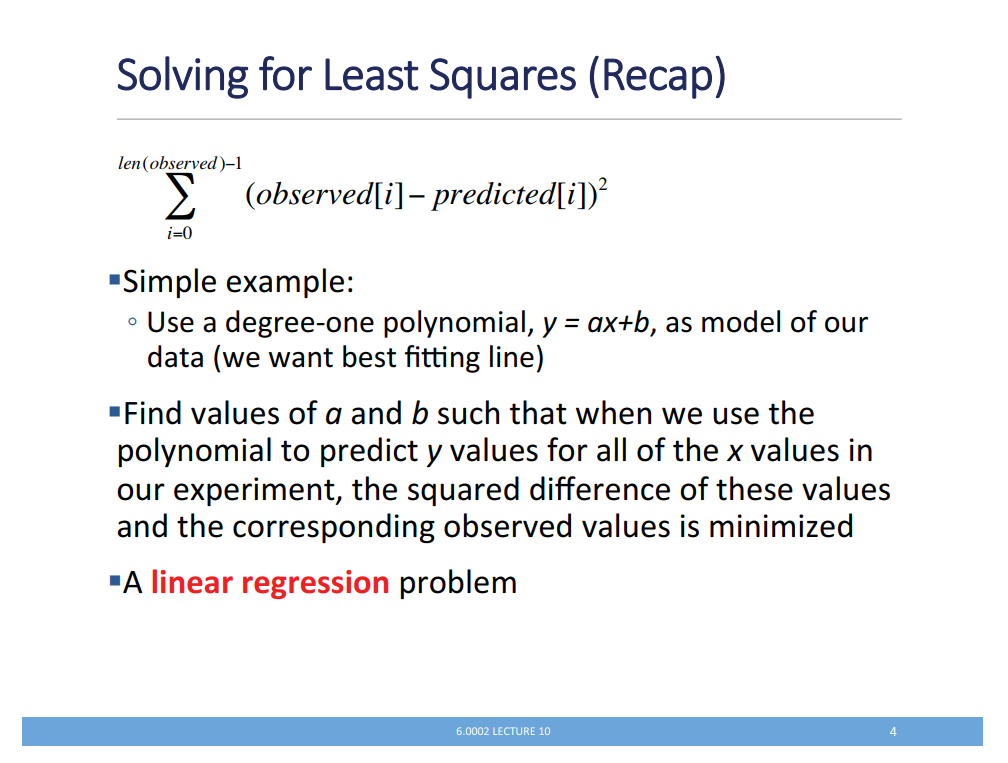 Solving for Least Squares (Recap)
len(observed)−1
∑ (observed[i] − predicted[i])²
i=0
▪Simple example:
◦ Use a degree-one polynomial, y = ax+b, as model of our
data (we want best fitting line)
▪Find values of a and b such that when we use the
polynomial to predict y values for all of the x values in
our experiment, the squared difference of these values
and the corresponding observed values is minimized
▪A linear regression problem
6.0002 LECTURE 10
4